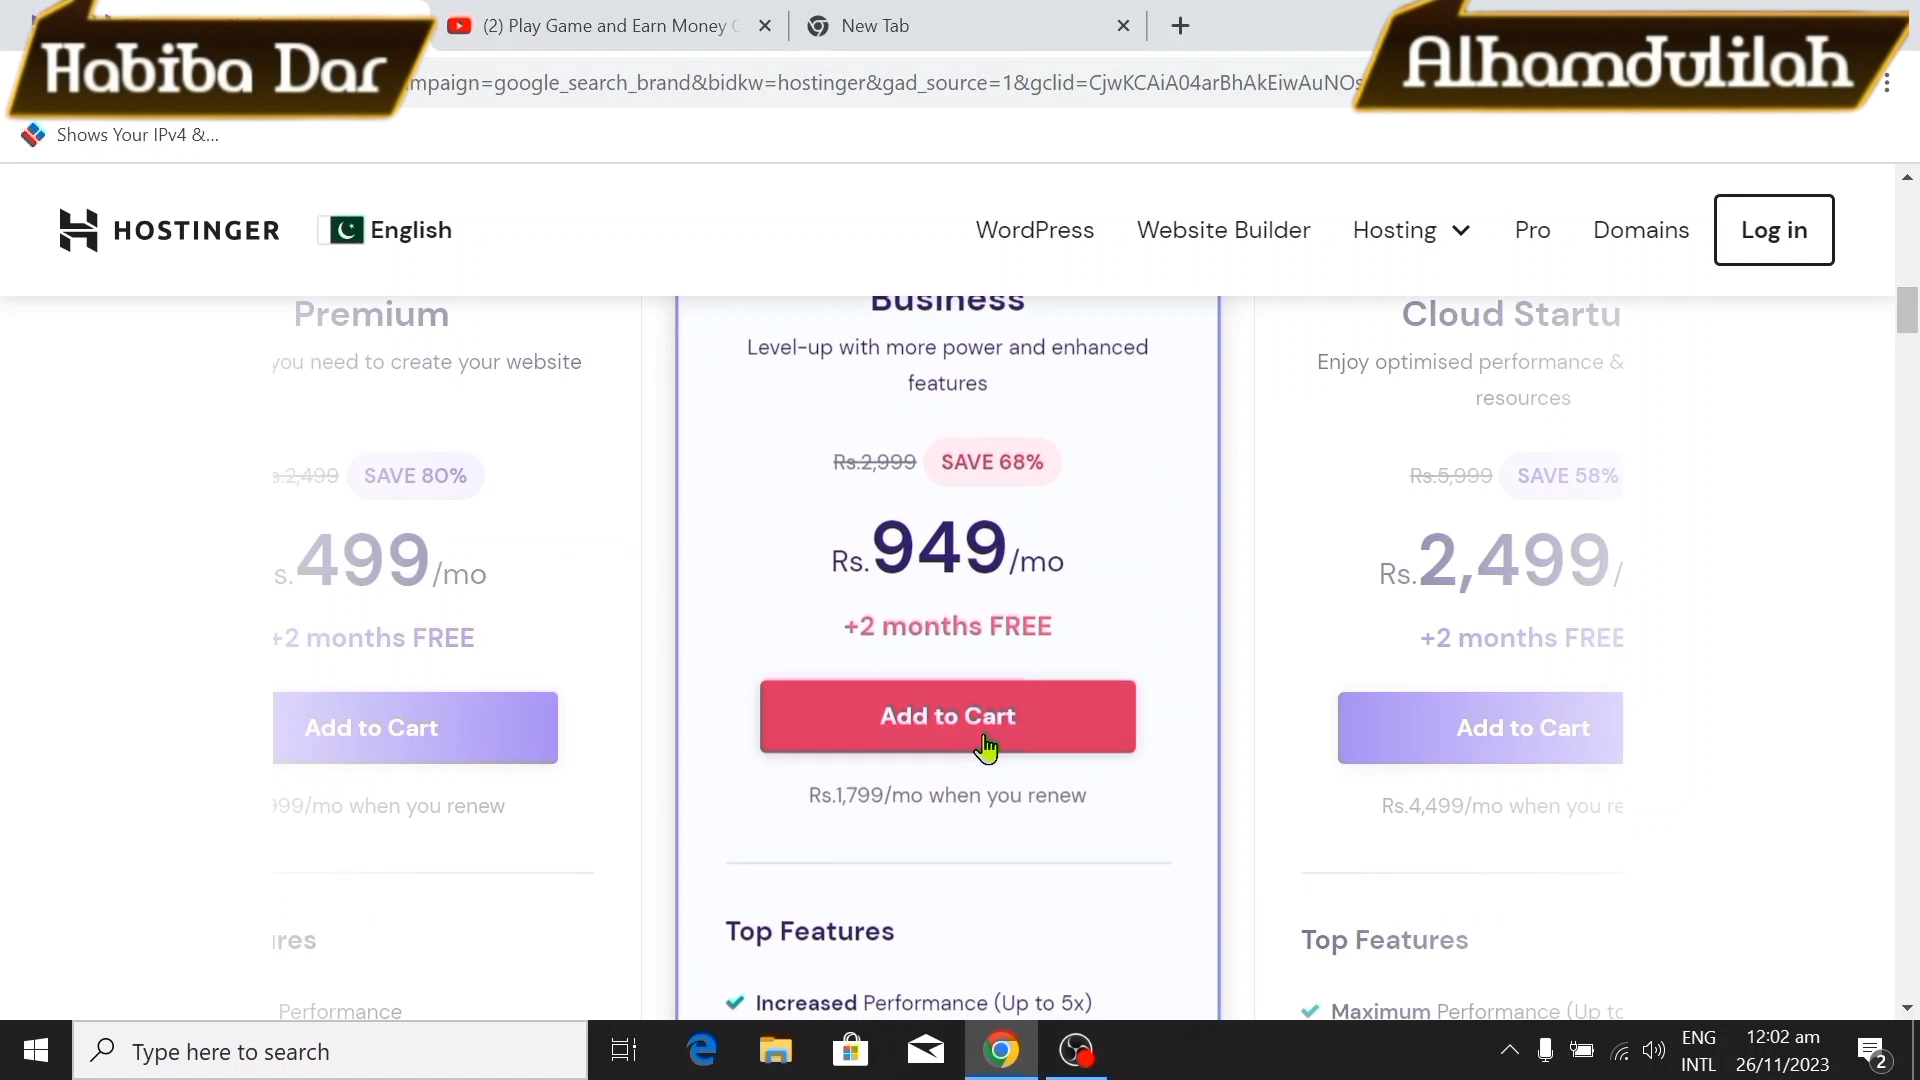 Habiba Dar
Alhamdulilah
(2) Play Game and Earn Money
New Tab
mpaign=google_search_brand&bidkw=hostinger&gad_source=1&gclid=CjwKCAiA04arBhAkEiwAuNOs
Shows Your IPv4 &...
HOSTINGER
English
WordPress
Website Builder
Hosting
Pro
Domains
Log in
Premium
you need to create your website
s.2,499 SAVE 80%
s.499/mo
+2 months FREE
Add to Cart
999/mo when you renew
Performance
Business
Level-up with more power and enhanced
features
Rs.2,999 SAVE 68%
Rs.949/mo
+2 months FREE
Add to Cart
Rs.1,799/mo when you renew
Top Features
Increased Performance (Up to 5x)
Cloud Startu
Enjoy optimised performance &
resources
Rs.5,999 SAVE 58%
Rs.2,499/
+2 months FREE
Add to Cart
Rs.4,499/mo when you re
Top Features
Maximum Performance (Up to
Type here to search
ENG
INTL
12:02 am
26/11/2023
2